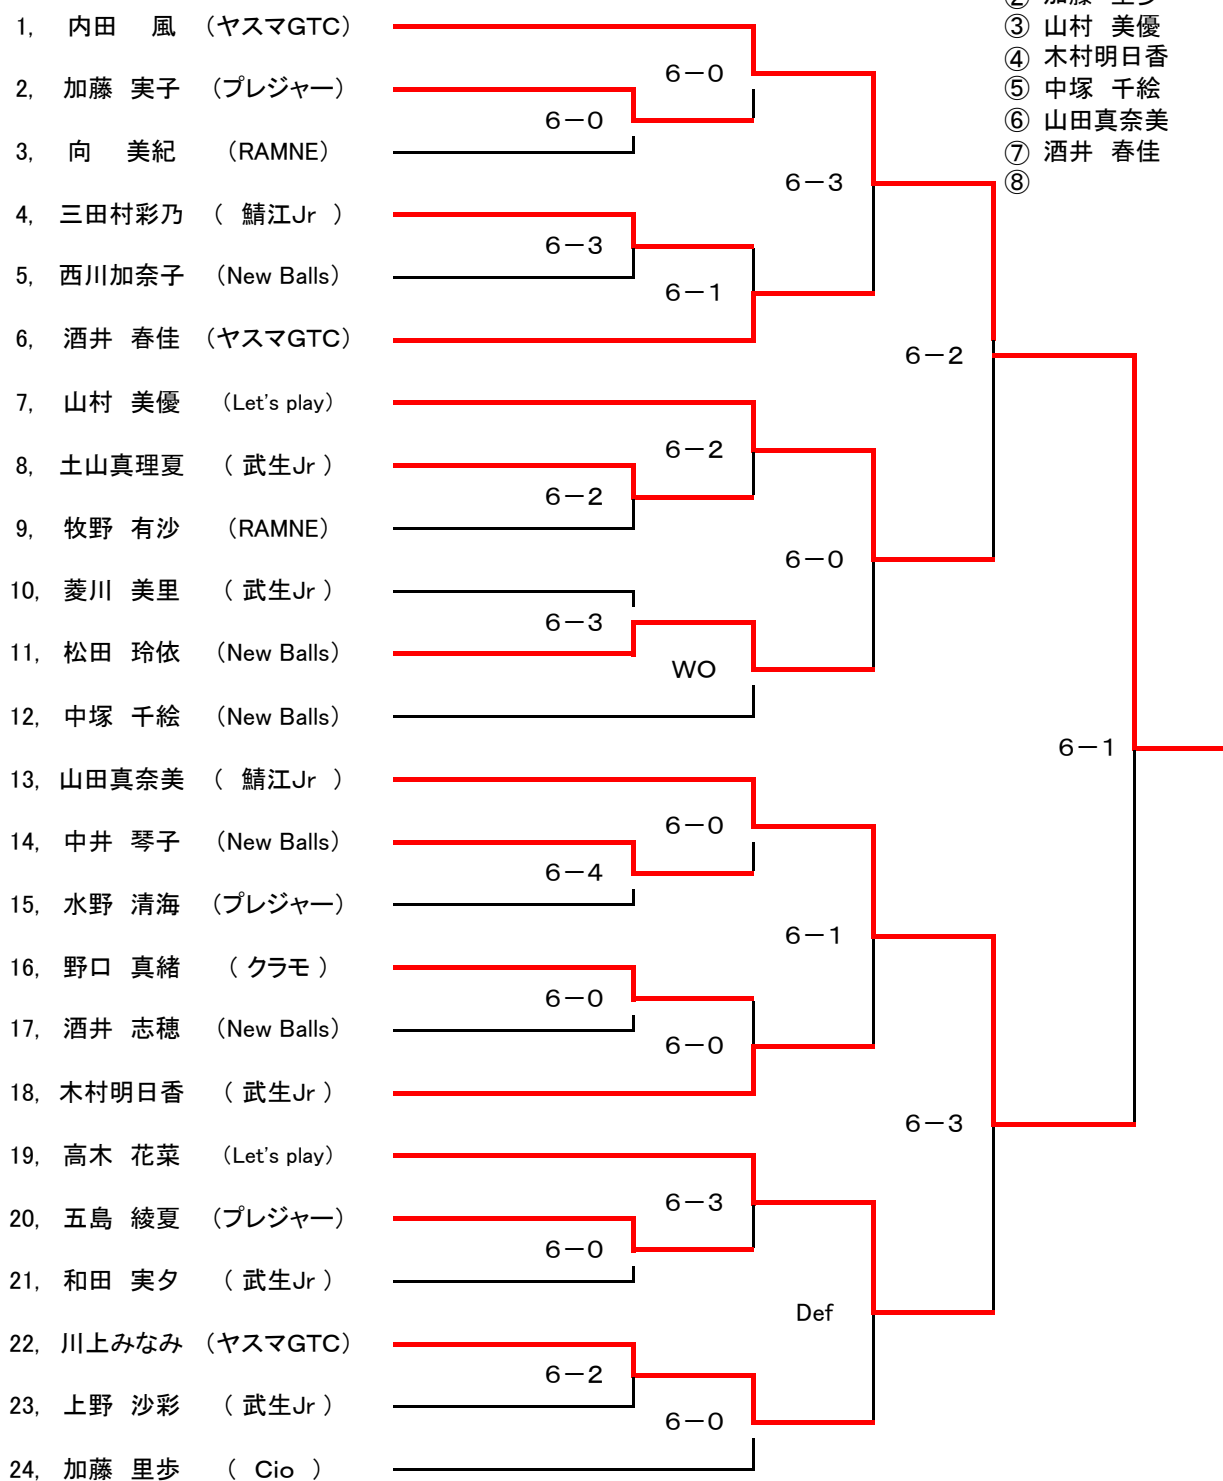 ③ 山村 美優
④ 木村明日香
⑤ 中塚 千絵
⑥ 山田真奈美
⑦ 酒井 春佳
⑧
1, 内田 風 (ヤスマGTC)
2, 加藤 実子 (プレジャー)
3, 向 美紀 (RAMNE)
4, 三田村彩乃 ( 鯖江Jr )
5, 西川加奈子 (New Balls)
6, 酒井 春佳 (ヤスマGTC)
7, 山村 美優 (Let's play)
8, 土山真理夏 ( 武生Jr )
9, 牧野 有沙 (RAMNE)
10, 菱川 美里 ( 武生Jr )
11, 松田 玲依 (New Balls)
12, 中塚 千絵 (New Balls)
13, 山田真奈美 ( 鯖江Jr )
14, 中井 琴子 (New Balls)
15, 水野 清海 (プレジャー)
16, 野口 真緒 ( クラモ )
17, 酒井 志穂 (New Balls)
18, 木村明日香 ( 武生Jr )
19, 高木 花菜 (Let's play)
20, 五島 綾夏 (プレジャー)
21, 和田 実夕 ( 武生Jr )
22, 川上みなみ (ヤスマGTC)
23, 上野 沙彩 ( 武生Jr )
24, 加藤 里歩 ( Cio )
6-0
6-3
6-2
6-3
6-4
6-0
6-0
6-2
6-0
6-1
6-2
WO
6-0
6-0
6-3
6-0
6-3
6-0
6-1
Def
6-2
6-3
6-1